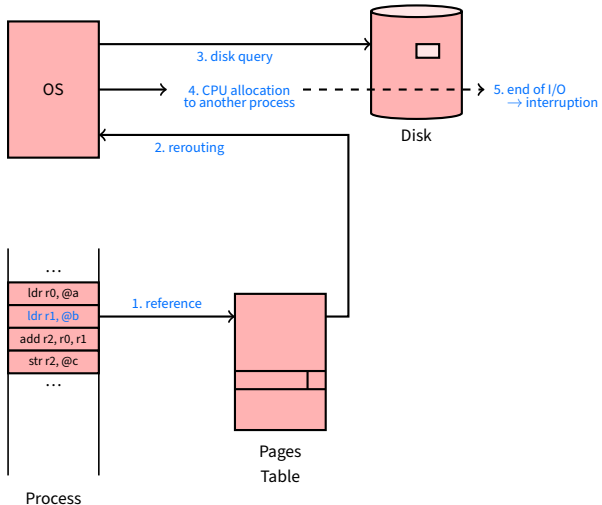 3. disk query
OS
4. CPU allocation
to another process
5. end of I/O
→ interruption
Disk
2. rerouting
...
ldr r0, @a
ldr r1, @b
add r2, r0, r1
str r2, @c
...
1. reference
Pages
Table
Process